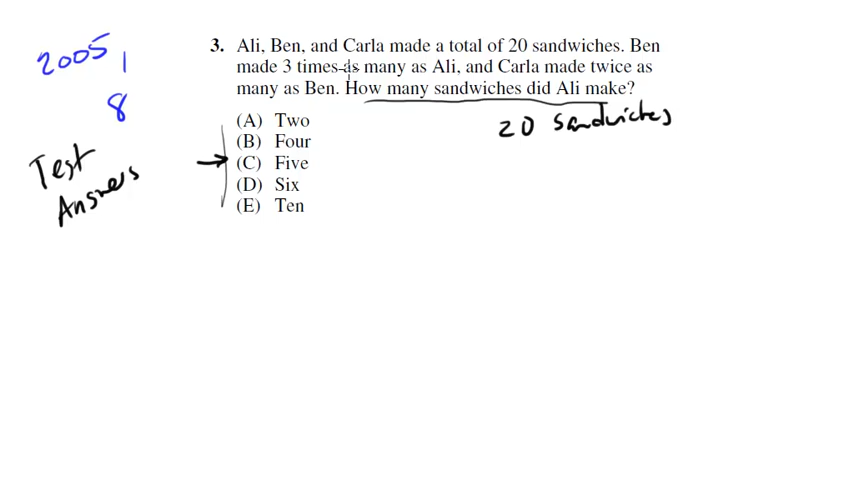 2005 1
8
Test
Answers
3. Ali, Ben, and Carla made a total of 20 sandwiches. Ben
made 3 times as many as Ali, and Carla made twice as
many as Ben. How many sandwiches did Ali make?
20 sandwiches
(A) Two
(B) Four
(C) Five
(D) Six
(E) Ten